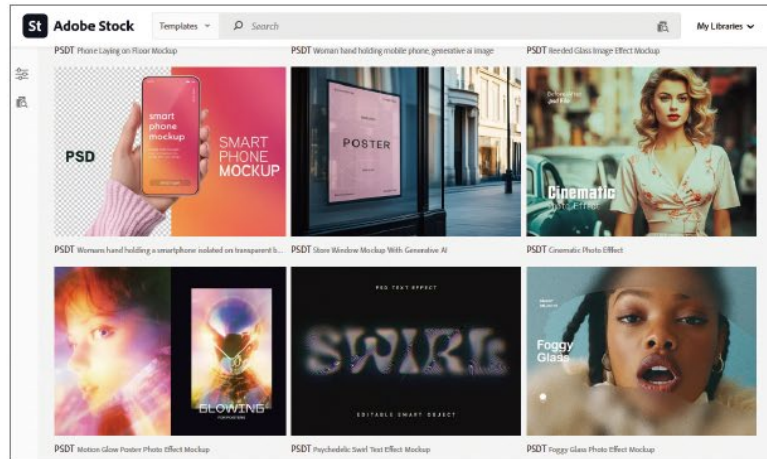 St Adobe Stock Templates Search My Libraries
PSDT Phone Laying on Floor Mockup PSDT Woman hand holding mobile phone, generative ai image PSDT Reeded Glass Image Effect Mockup
PSD
smart
phone
mockup
SMART
PHONE
MOCKUP
POSTER
Cinematic
Photo Effect
PSDT Womans hand holding a smartphone isolated on transparent b... PSDT Store Window Mockup With Generative AI PSDT Cinematic Photo Efffect
GLOWING
PSD TEXT EFFECT
SWIRL
EDITABLE SMART OBJECT
Foggy
Glass
PSDT Motion Glow Poster Photo Effect Mockup PSDT Psychedelic Swirl Text Effect Mockup PSDT Foggy Glass Photo Effect Mockup